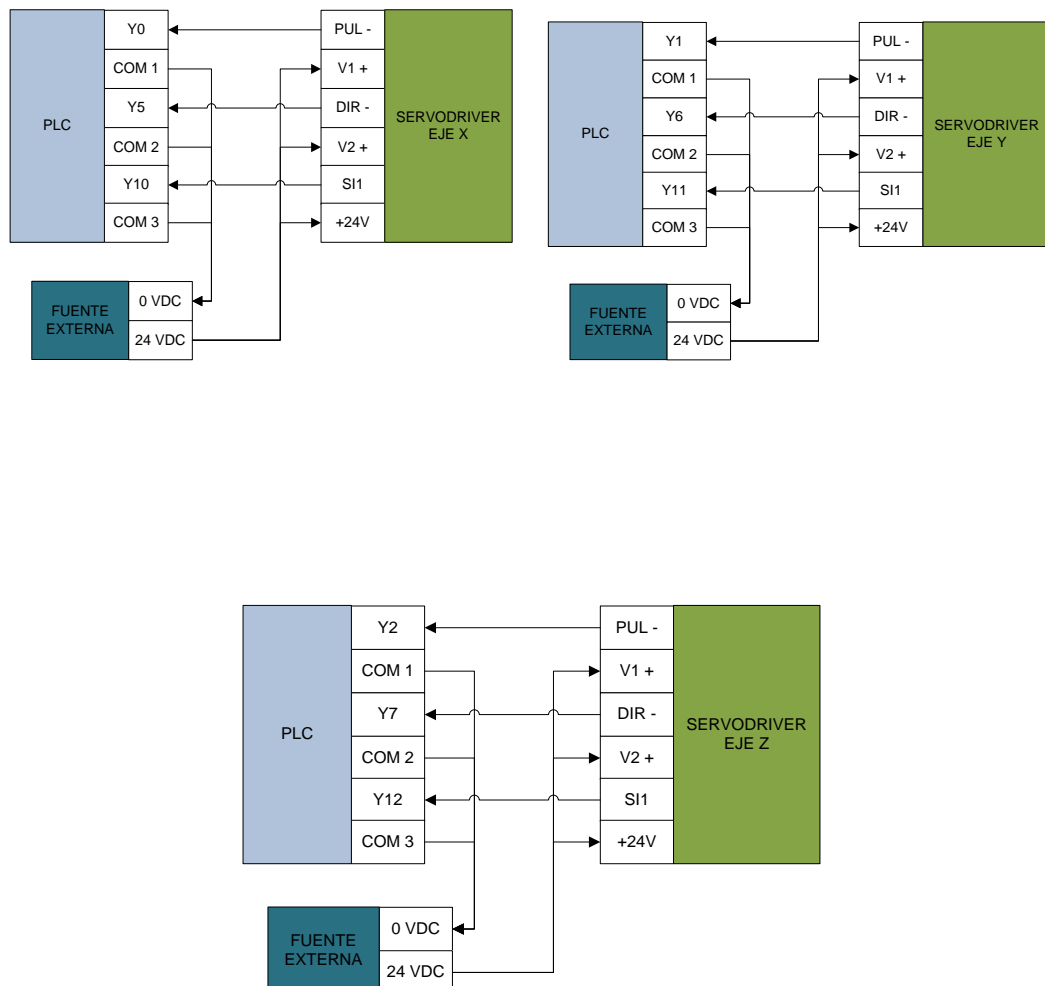 Y0
COM 1
Y5
COM 2
Y10
COM 3
PLC
PUL -
V1 +
DIR -
V2 +
SI1
+24V
SERVODRIVER
EJE X
FUENTE
EXTERNA
0 VDC
24 VDC
Y1
COM 1
Y6
COM 2
Y11
COM 3
PLC
PUL -
V1 +
DIR -
V2 +
SI1
+24V
SERVODRIVER
EJE Y
FUENTE
EXTERNA
0 VDC
24 VDC
Y2
COM 1
Y7
COM 2
Y12
COM 3
PLC
PUL -
V1 +
DIR -
V2 +
SI1
+24V
SERVODRIVER
EJE Z
FUENTE
EXTERNA
0 VDC
24 VDC